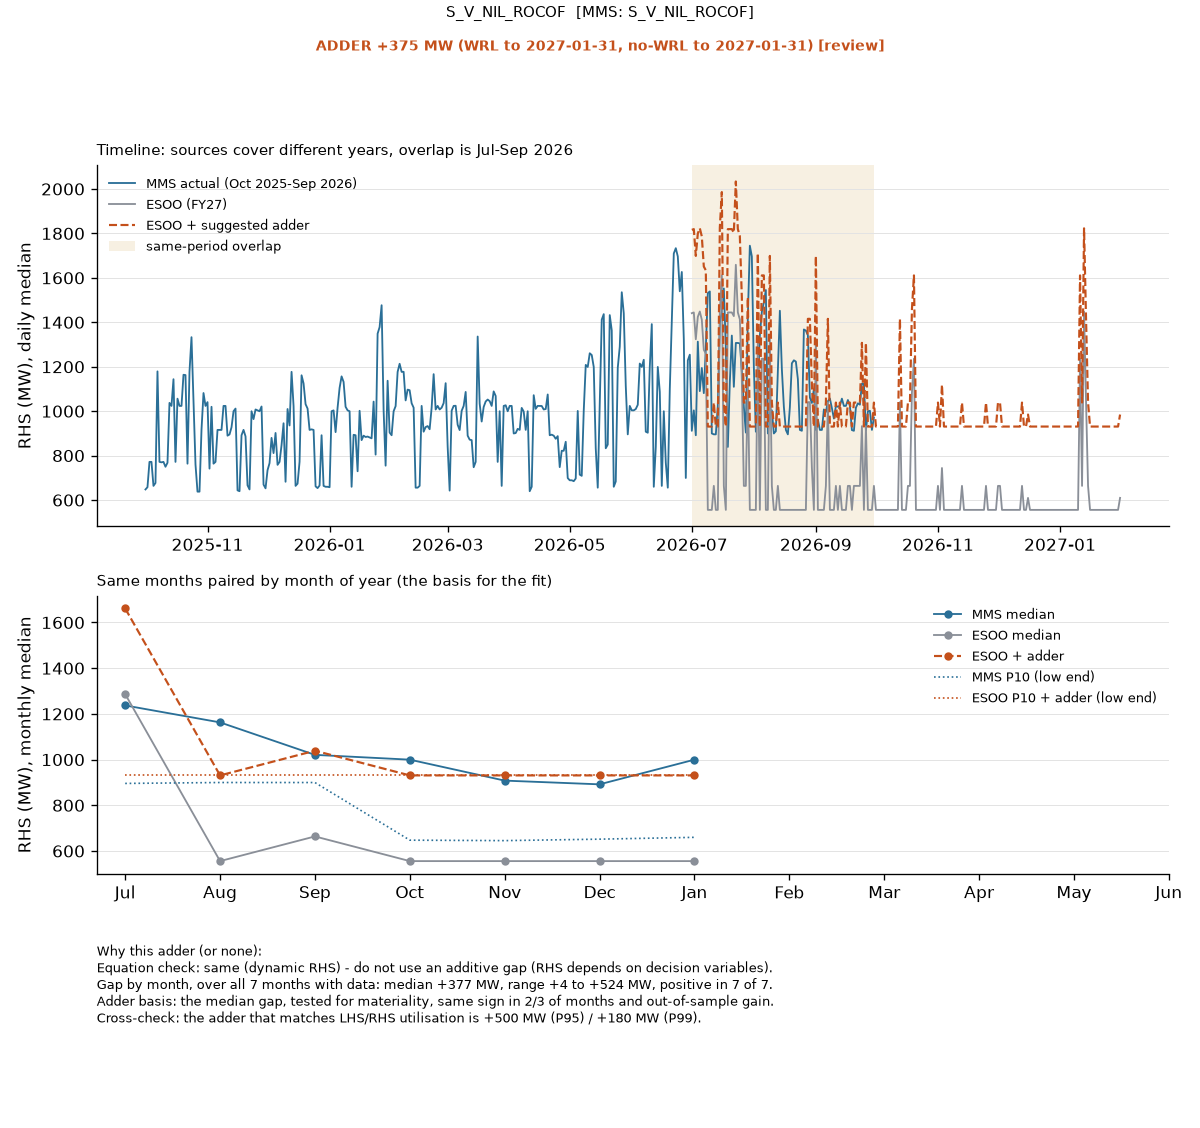 S_V_NIL_ROCOF  [MMS: S_V_NIL_ROCOF]
ADDER +375 MW (WRL to 2027-01-31, no-WRL to 2027-01-31) [review]
Timeline: sources cover different years, overlap is Jul-Sep 2026
RHS (MW), daily median
2000
1800
1600
1400
1200
1000
800
600
MMS actual (Oct 2025-Sep 2026)
ESOO (FY27)
ESOO + suggested adder
same-period overlap
2025-11
2026-01
2026-03
2026-05
2026-07
2026-09
2026-11
2027-01
Same months paired by month of year (the basis for the fit)
RHS (MW), monthly median
1600
1400
1200
1000
800
600
MMS median
ESOO median
ESOO + adder
MMS P10 (low end)
ESOO P10 + adder (low end)
Jul
Aug
Sep
Oct
Nov
Dec
Jan
Feb
Mar
Apr
May
Jun
Why this adder (or none):
Equation check: same (dynamic RHS) - do not use an additive gap (RHS depends on decision variables).
Gap by month, over all 7 months with data: median +377 MW, range +4 to +524 MW, positive in 7 of 7.
Adder basis: the median gap, tested for materiality, same sign in 2/3 of months and out-of-sample gain.
Cross-check: the adder that matches LHS/RHS utilisation is +500 MW (P95) / +180 MW (P99).